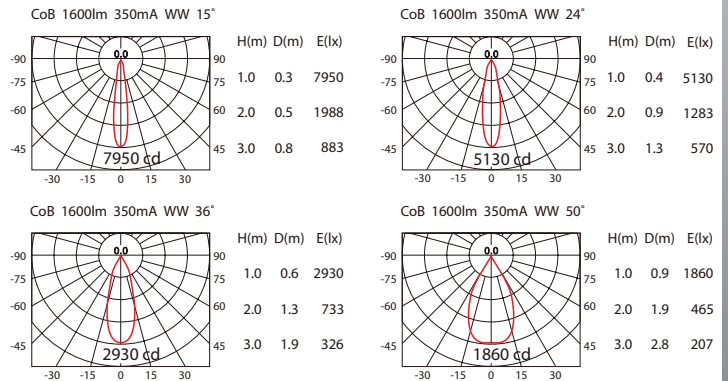 CoB 1600lm 350mA WW 15°
H(m) D(m) E(lx)
0.0
-90 90
1.0 0.3 7950
-75 75
2.0 0.5 1988
-60 60
3.0 0.8 883
-45 45
7950 cd
-30 -15 0 15 30
CoB 1600lm 350mA WW 24°
H(m) D(m) E(lx)
0.0
-90 90
1.0 0.4 5130
-75 75
2.0 0.9 1283
-60 60
3.0 1.3 570
-45 45
5130 cd
-30 -15 0 15 30
CoB 1600lm 350mA WW 36°
H(m) D(m) E(lx)
0.0
-90 90
1.0 0.6 2930
-75 75
2.0 1.3 733
-60 60
3.0 1.9 326
-45 45
2930 cd
-30 -15 0 15 30
CoB 1600lm 350mA WW 50°
H(m) D(m) E(lx)
0.0
-90 90
1.0 0.9 1860
-75 75
2.0 1.9 465
-60 60
3.0 2.8 207
-45 45
1860 cd
-30 -15 0 15 30